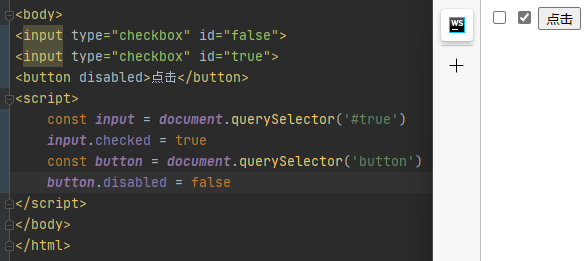 <body>
<input type="checkbox" id="false">
<input type="checkbox" id="true">
<button disabled>点击</button>
<script>
    const input = document.querySelector('#true')
    input.checked = true
    const button = document.querySelector('button')
    button.disabled = false
</script>
</body>
</html>
WS
点击